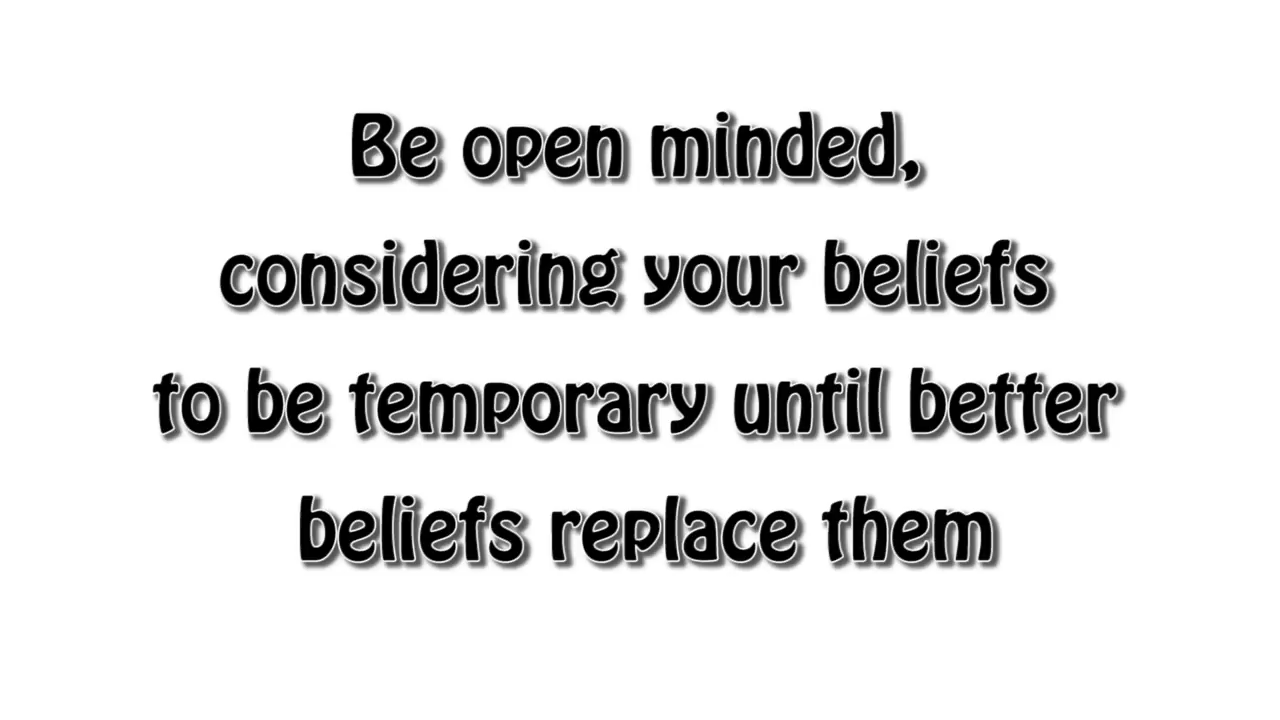 Be open minded,
considering your beliefs
to be temporary until better
beliefs replace them